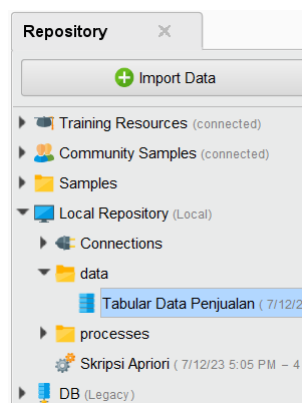 Repository
Import Data
Training Resources (connected)
Community Samples (connected)
Samples
Local Repository (Local)
Connections
data
Tabular Data Penjualan ( 7/12/2
processes
Skripsi Apriori ( 7/12/23 5:05 PM – 4
DB (Legacy)